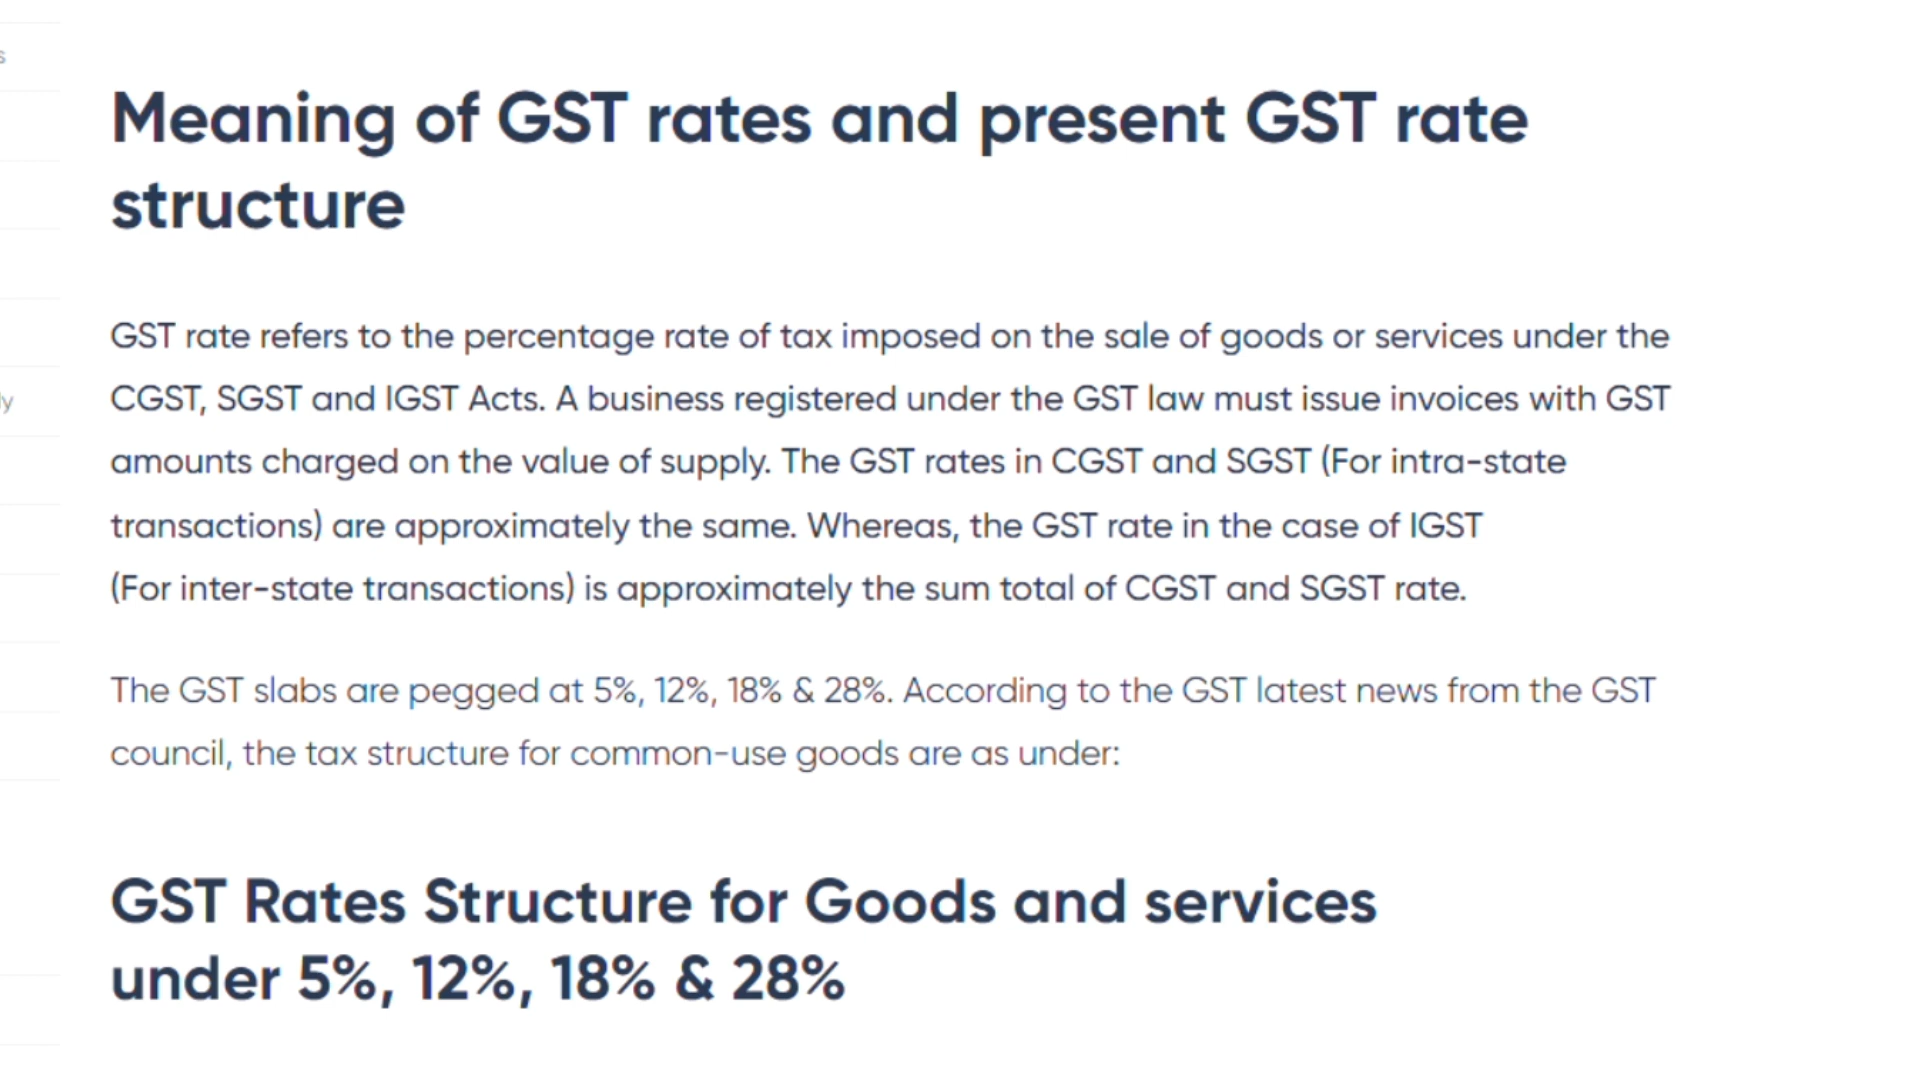 s
Meaning of GST rates and present GST rate
structure
GST rate refers to the percentage rate of tax imposed on the sale of goods or services under the
CGST, SGST and IGST Acts. A business registered under the GST law must issue invoices with GST
ly
amounts charged on the value of supply. The GST rates in CGST and SGST (For intra-state
transactions) are approximately the same. Whereas, the GST rate in the case of IGST
(For inter-state transactions) is approximately the sum total of CGST and SGST rate.
The GST slabs are pegged at 5%, 12%, 18% & 28%. According to the GST latest news from the GST
council, the tax structure for common-use goods are as under:
GST Rates Structure for Goods and services
under 5%, 12%, 18% & 28%